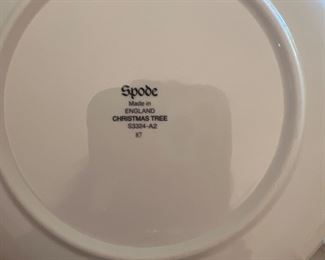 Spode
Made in
ENGLAND
CHRISTMAS TREE
S3324-A2
87